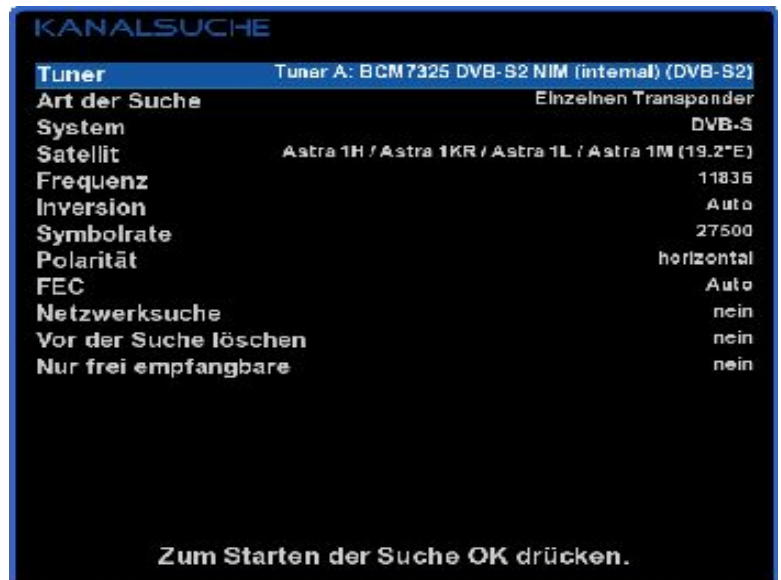 KANALSUCHE
Tuner Tuner A: BCM7325 DVB-S2 NIM (internal) (DVB-S2)
Art der Suche Einzelnen Transponder
System DVB-S
Satellit Astra 1H / Astra 1KR / Astra 1L / Astra 1M (19.2°E)
Frequenz 11836
Inversion Auto
Symbolrate 27500
Polarität horizontal
FEC Auto
Netzwerksuche nein
Vor der Suche löschen nein
Nur frei empfangbare nein
Zum Starten der Suche OK drücken.